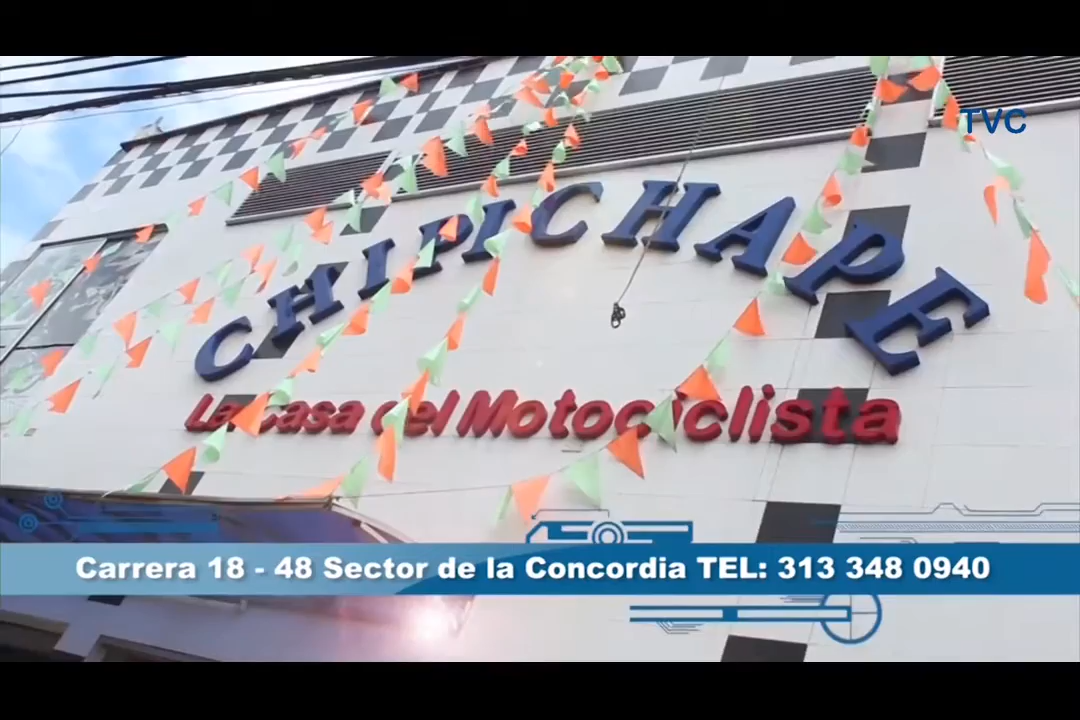 TVC
CHIPICHAPE
La Casa del Motociclista
Carrera 18 - 48 Sector de la Concordia TEL: 313 348 0940